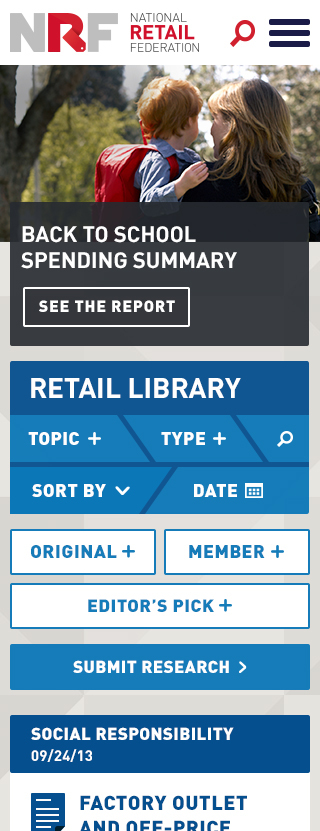 NRF
NATIONAL
RETAIL
FEDERATION
BACK TO SCHOOL
SPENDING SUMMARY
SEE THE REPORT
RETAIL LIBRARY
TOPIC +
TYPE +
SORT BY
DATE
ORIGINAL +
MEMBER +
EDITOR'S PICK +
SUBMIT RESEARCH >
SOCIAL RESPONSIBILITY
09/24/13
FACTORY OUTLET
AND OFF-PRICE